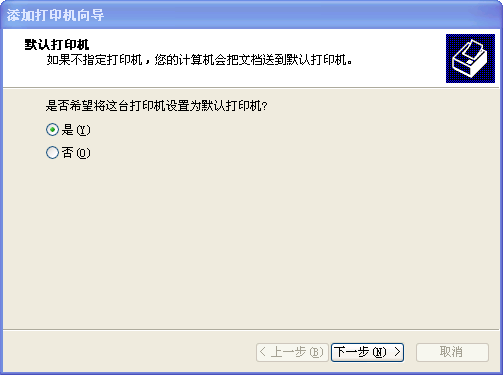 添加打印机向导
默认打印机
如果不指定打印机，您的计算机会把文档送到默认打印机。
是否希望将这台打印机设置为默认打印机?
是(Y)
否(O)
< 上一步(B) 下一步(N) > 取消